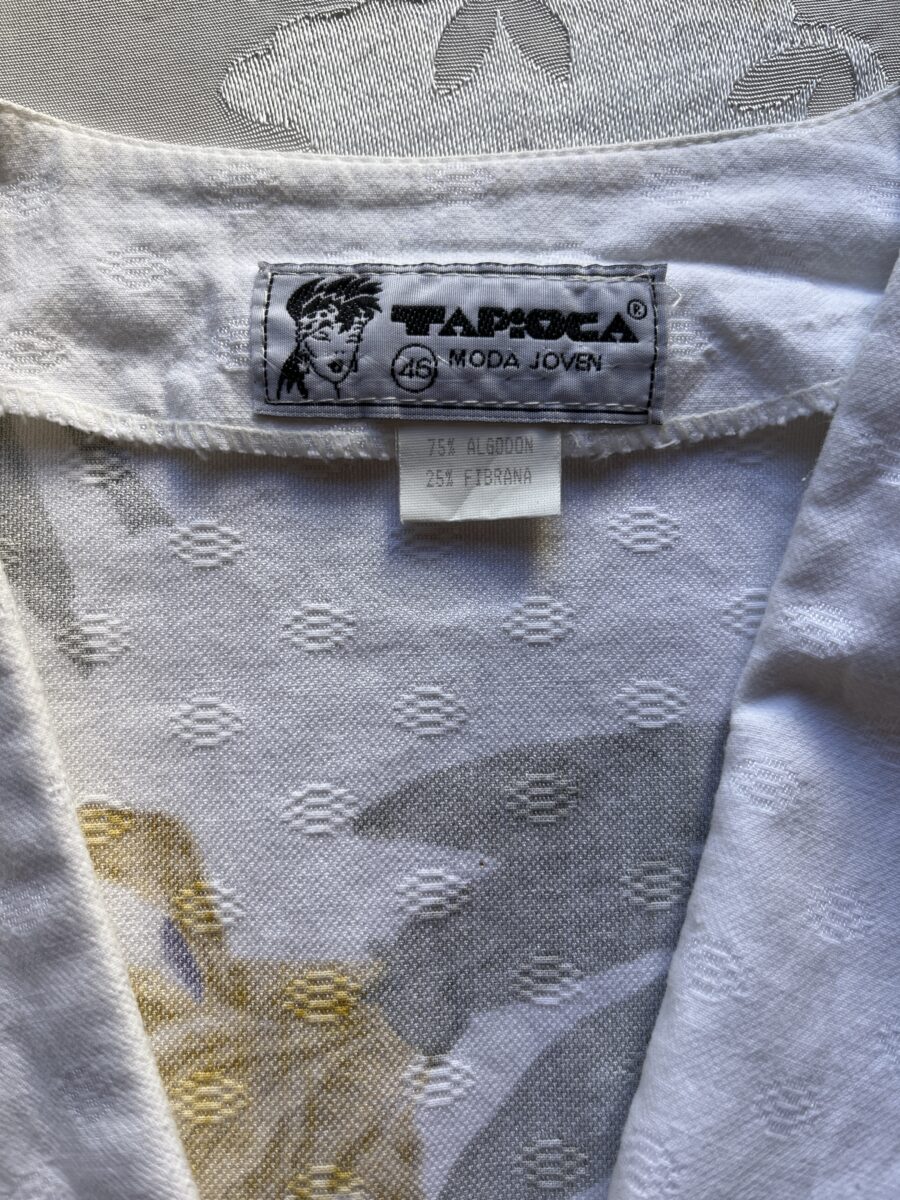 TAPIOCA®
46 MODA JOVEN
75% ALGODON
25% FIBRANA